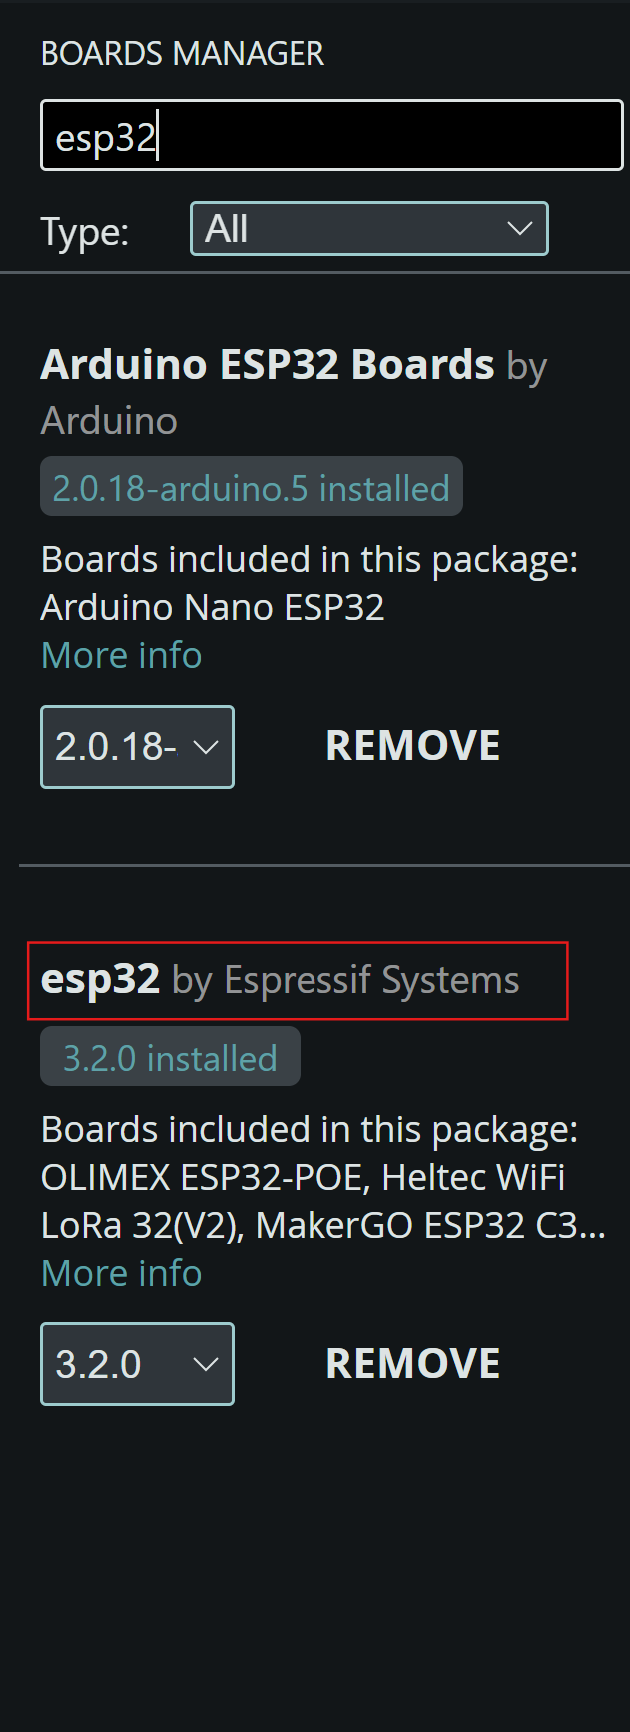 BOARDS MANAGER
esp32
Type: All
Arduino ESP32 Boards by
Arduino
2.0.18-arduino.5 installed
Boards included in this package:
Arduino Nano ESP32
More info
2.0.18- REMOVE
esp32 by Espressif Systems
3.2.0 installed
Boards included in this package:
OLIMEX ESP32-POE, Heltec WiFi
LoRa 32(V2), MakerGO ESP32 C3...
More info
3.2.0 REMOVE